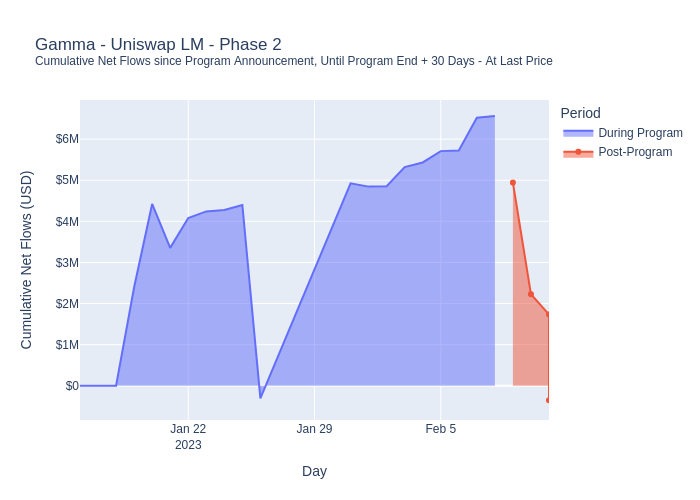 Gamma - Uniswap LM - Phase 2
Cumulative Net Flows since Program Announcement, Until Program End + 30 Days - At Last Price
Period
During Program
Post-Program
Cumulative Net Flows (USD)
$6M
$5M
$4M
$3M
$2M
$1M
$0
Jan 22
2023
Jan 29
Feb 5
Day